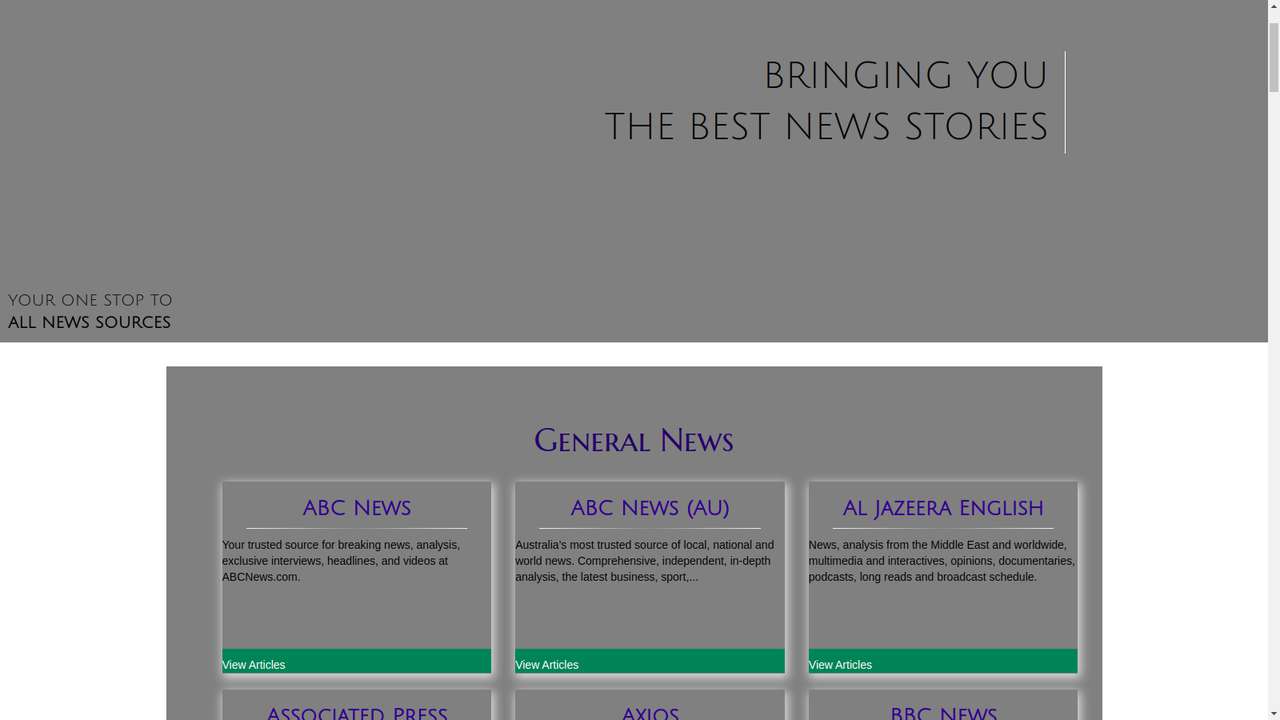 BRINGING YOU
THE BEST NEWS STORIES
YOUR ONE STOP TO
ALL NEWS SOURCES
General News
ABC News
Your trusted source for breaking news, analysis,
exclusive interviews, headlines, and videos at
ABCNews.com.
View Articles
ABC News (AU)
Australia's most trusted source of local, national and
world news. Comprehensive, independent, in-depth
analysis, the latest business, sport,...
View Articles
Al Jazeera English
News, analysis from the Middle East and worldwide,
multimedia and interactives, opinions, documentaries,
podcasts, long reads and broadcast schedule.
View Articles
Associated Press
Axios
BBC News